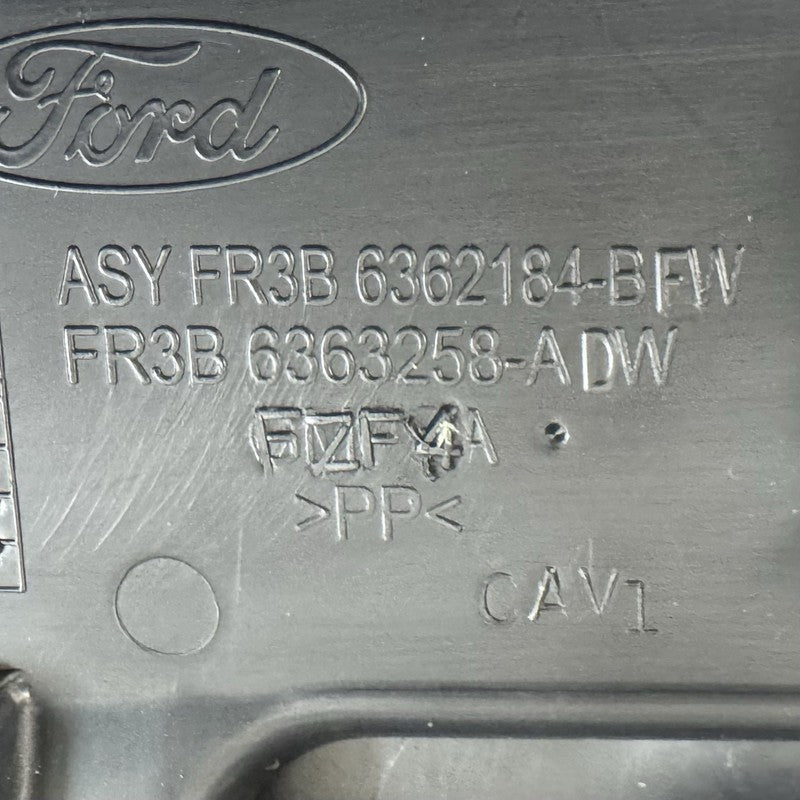 Ford
ASY FR3B 6362184-BFW
FR3B 6363258-ADW
>PP<
CAV1